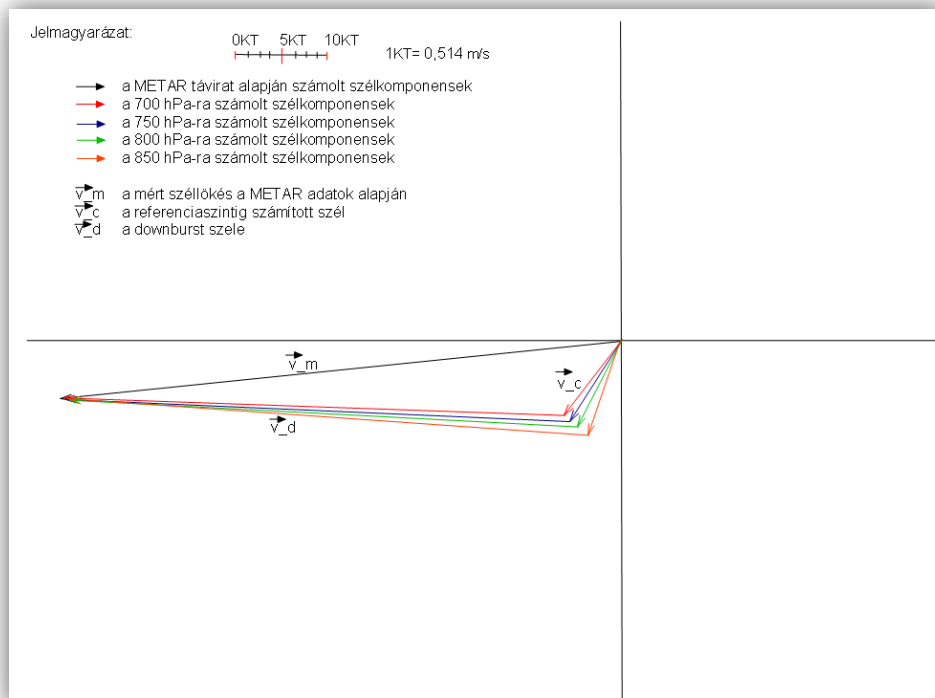 Jelmagyarázat:
0KT 5KT 10KT
1KT= 0,514 m/s
a METAR távirat alapján számolt szélkomponensek
a 700 hPa-ra számolt szélkomponensek
a 750 hPa-ra számolt szélkomponensek
a 800 hPa-ra számolt szélkomponensek
a 850 hPa-ra számolt szélkomponensek
v_m a mért széllökés a METAR adatok alapján
v_c a referenciaszintig számított szél
v_d a downburst szele
v_m
v_c
v_d